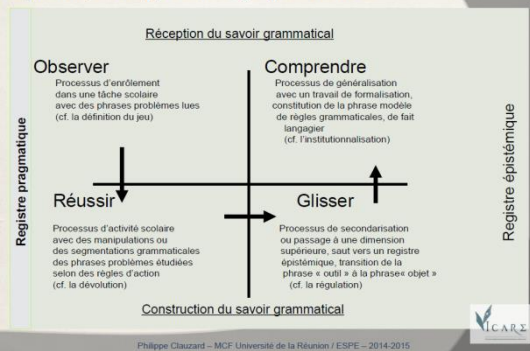 Réception du savoir grammatical
Registre pragmatique
Observer
Processus d'enrôlement
dans une tâche scolaire
avec des phrases problèmes lues
(cf. la définition du jeu)
Comprendre
Processus de généralisation
avec un travail de formalisation,
constitution de la phrase modèle
de règles grammaticales, de fait
langagier
(cf. l'institutionnalisation)
Registre épistémique
Réussir
Processus d'activité scolaire
avec des manipulations ou
des segmentations grammaticales
des phrases problèmes étudiées
selon des règles d'action
(cf. la dévolution)
Glisser
Processus de secondarisation
ou passage à une dimension
supérieure, saut vers un registre
épistémique, transition de la
phrase « outil » à la phrase« objet »
(cf. la régulation)
Construction du savoir grammatical
ICARE
Philippe Clauzard – MCF Université de la Réunion / ESPE – 2014-2015